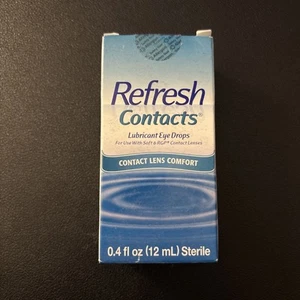 Refresh
Contacts®
Lubricant Eye Drops
For Use With Soft & RGP Contact Lenses
CONTACT LENS COMFORT
0.4 fl oz (12 mL) Sterile